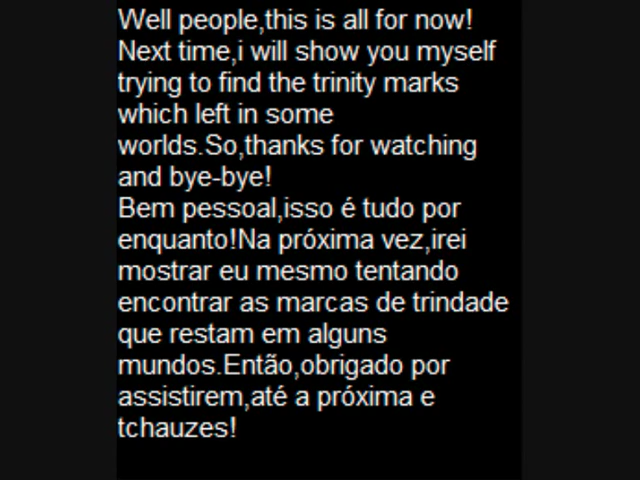 Well people,this is all for now!
Next time,i will show you myself
trying to find the trinity marks
which left in some
worlds.So,thanks for watching
and bye-bye!
Bem pessoal,isso é tudo por
enquanto!Na próxima vez,irei
mostrar eu mesmo tentando
encontrar as marcas de trindade
que restam em alguns
mundos.Então,obrigado por
assistirem,até a próxima e
tchauzes!